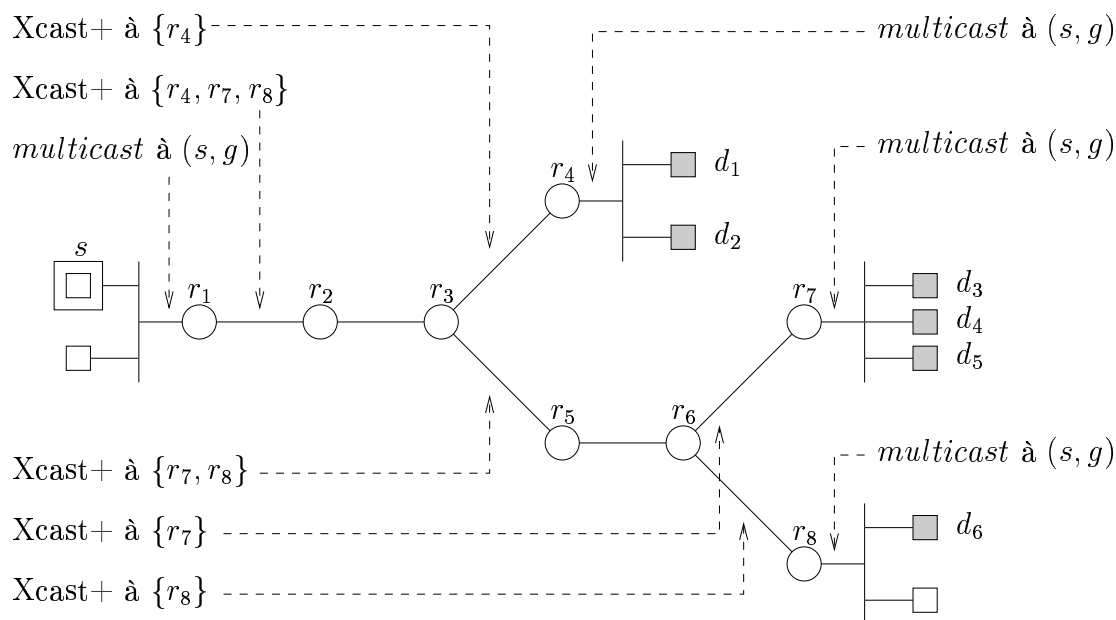 Xcast+ à {r₄}
multicast à (s, g)
Xcast+ à {r₄, r₇, r₈}
multicast à (s, g)
multicast à (s, g)
r₄
d₁
d₂
s
r₁
r₂
r₃
r₇
d₃
d₄
d₅
r₅
r₆
Xcast+ à {r₇, r₈}
multicast à (s, g)
Xcast+ à {r₇}
r₈
d₆
Xcast+ à {r₈}